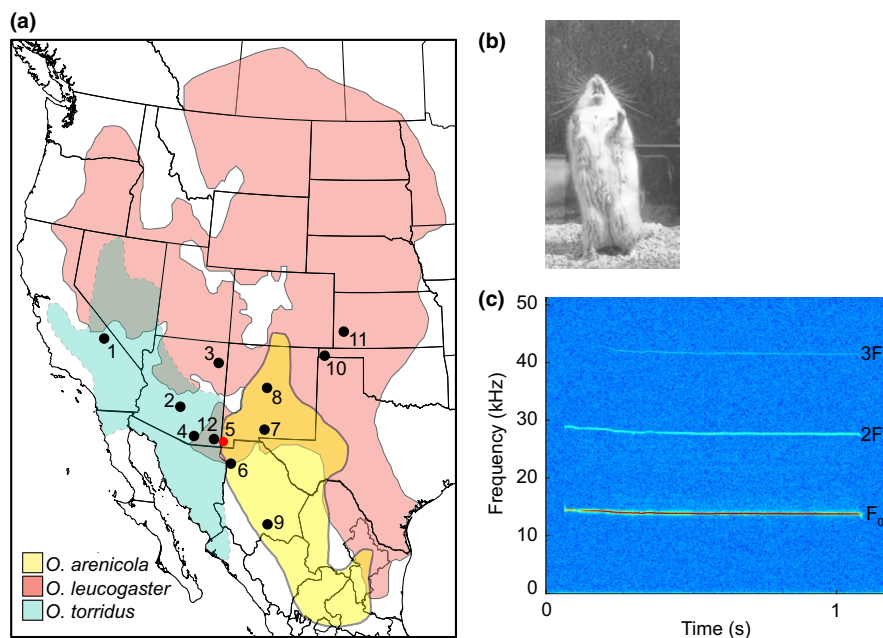 (a)
1
2
3
4
12
5
6
7
8
9
10
11
O. arenicola
O. leucogaster
O. torridus
(b)
(c)
Frequency (kHz)
50
40
30
20
10
0
3F
2F
F₀
0
1
Time (s)